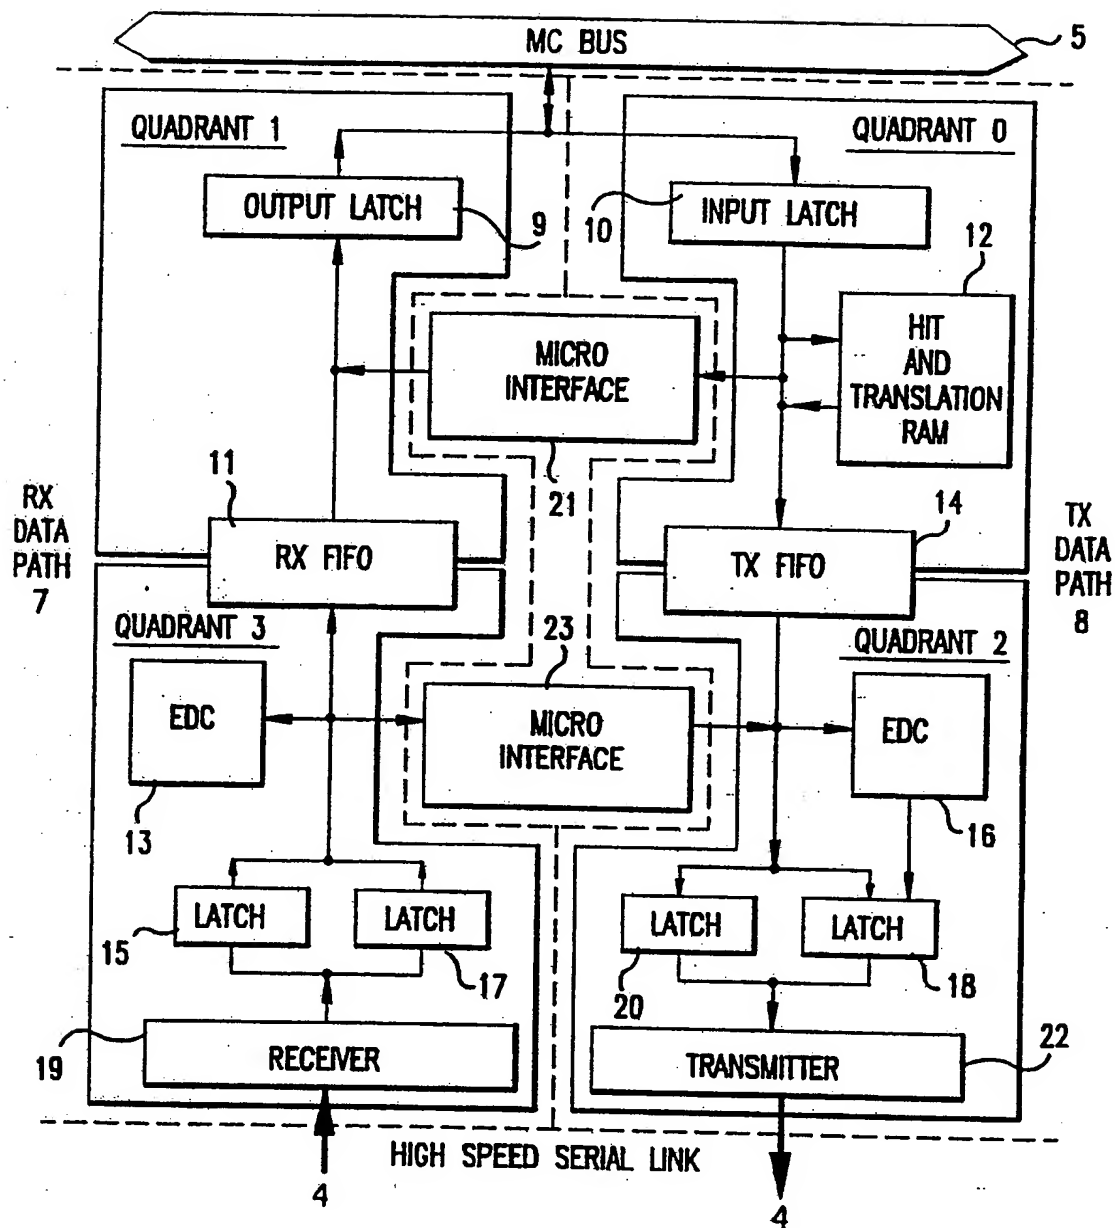 MC BUS
5
QUADRANT 1
QUADRANT 0
OUTPUT LATCH
9
10
INPUT LATCH
12
HIT
AND
TRANSLATION
RAM
MICRO
INTERFACE
21
11
RX
DATA
PATH
7
RX FIFO
14
TX FIFO
TX
DATA
PATH
8
QUADRANT 3
23
QUADRANT 2
EDC
13
MICRO
INTERFACE
EDC
16
LATCH
15
LATCH
17
LATCH
20
LATCH
18
19
RECEIVER
TRANSMITTER
22
4
HIGH SPEED SERIAL LINK
4